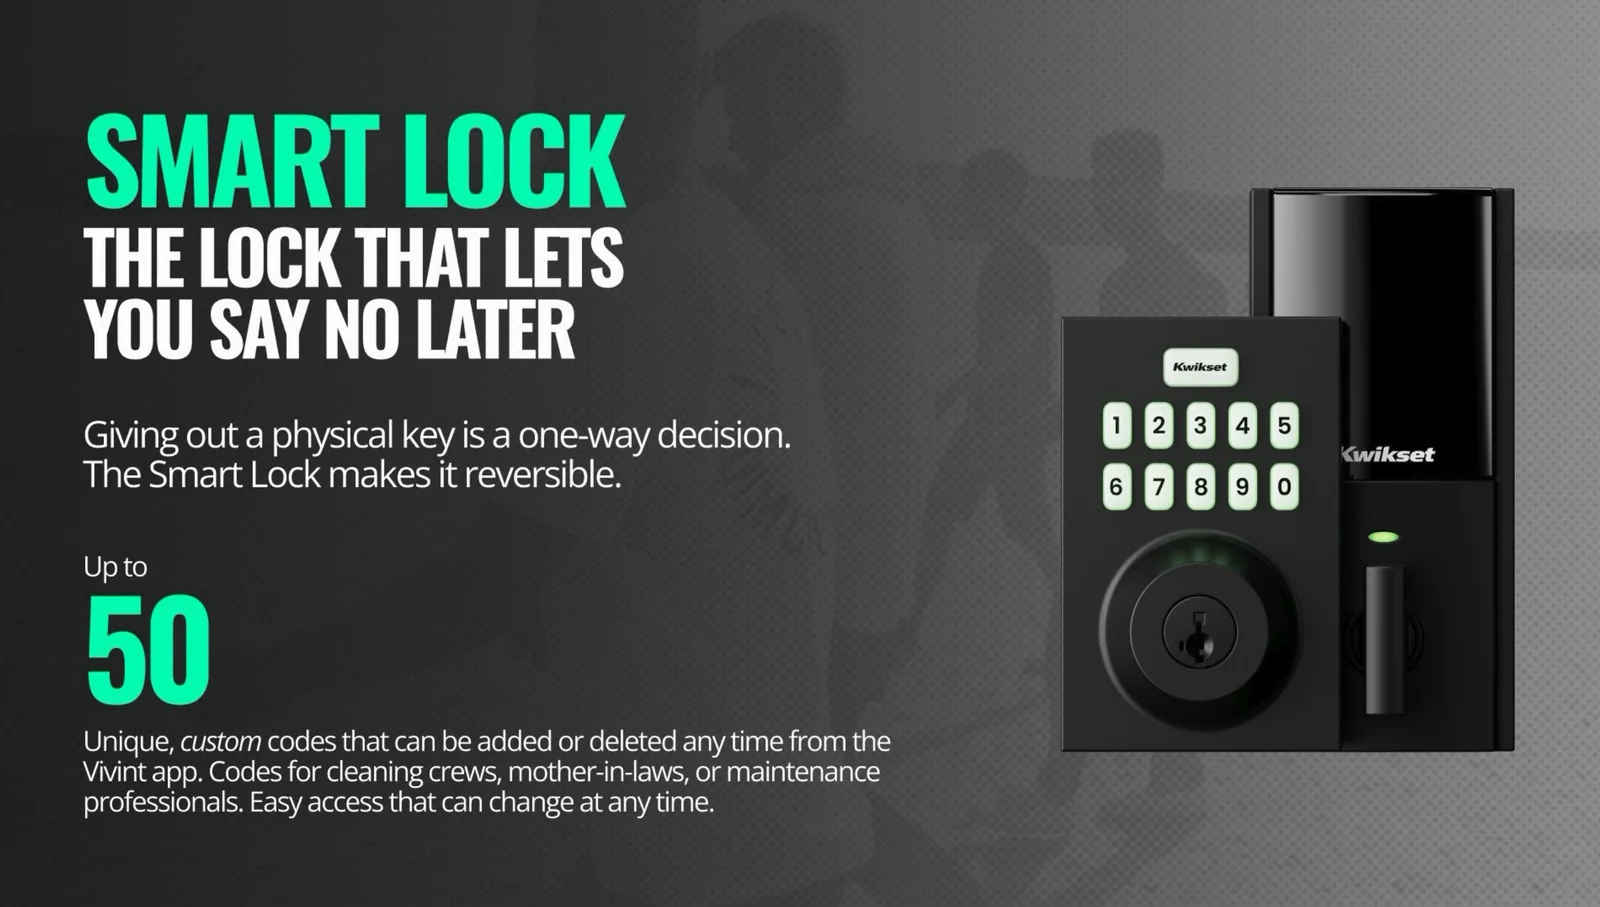 SMART LOCK
THE LOCK THAT LETS
YOU SAY NO LATER
Giving out a physical key is a one-way decision.
The Smart Lock makes it reversible.
Up to
50
Unique, custom codes that can be added or deleted any time from the
Vivint app. Codes for cleaning crews, mother-in-laws, or maintenance
professionals. Easy access that can change at any time.
Kwikset
1 2 3 4 5
6 7 8 9 0
Kwikset